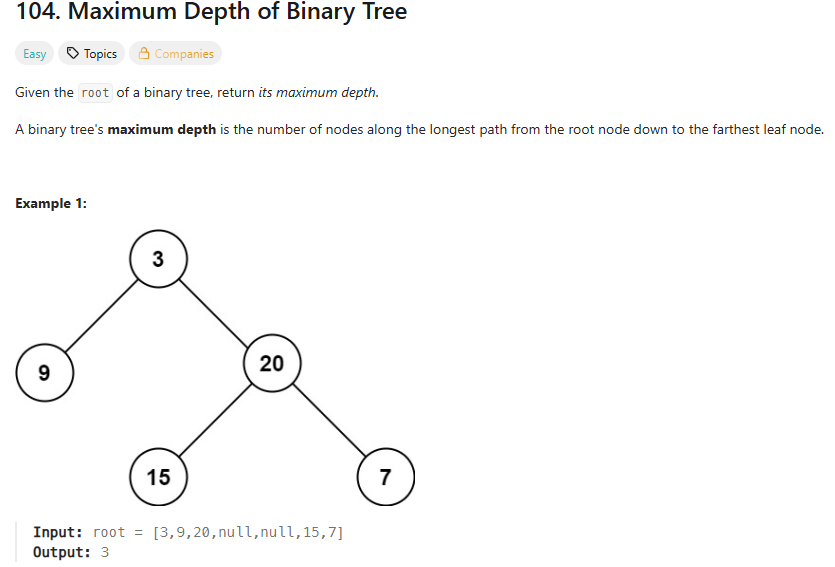 104. Maximum Depth of Binary Tree
Easy Topics Companies
Given the root of a binary tree, return its maximum depth.
A binary tree's maximum depth is the number of nodes along the longest path from the root node down to the farthest leaf node.
Example 1:
3
9
20
15
7
Input: root = [3,9,20,null,null,15,7]
Output: 3